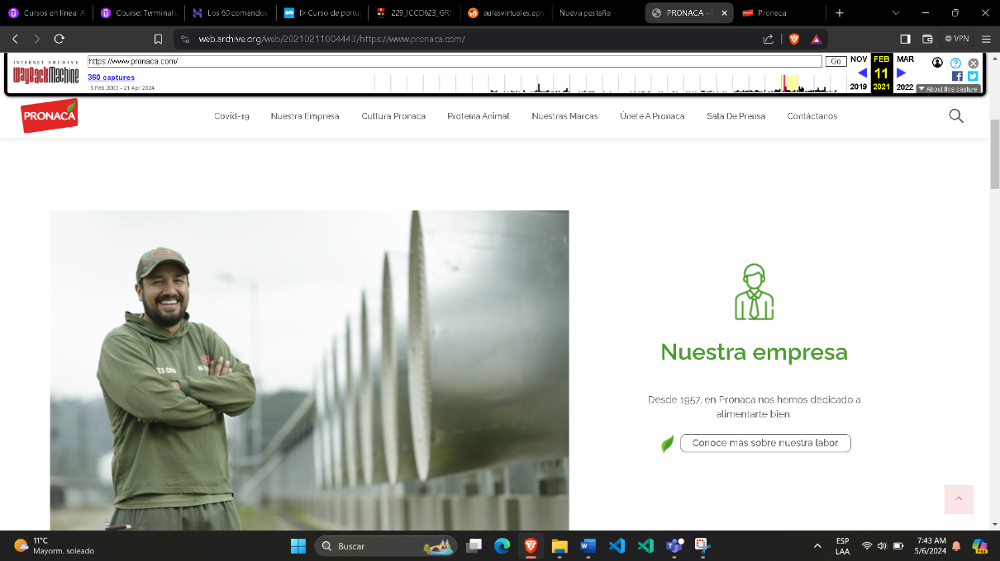 Cursos en línea: A
Course: Terminal L
Los 60 comandos
▷ Curso de portu
229_ICCD623_GR1
aulasvirtuales.epn
Nueva pestaña
PRONACA – 
Pronaca
web.archive.org/web/20210211004443/https://www.pronaca.com/
VPN
INTERNET ARCHIVE
WayBackMachine
https://www.pronaca.com/
Go
360 captures
5 Feb 2003 - 21 Apr 2024
NOV FEB MAR
11
2019 2021 2022
About this capture
PRONACA
Covid-19
Nuestra Empresa
Cultura Pronaca
Proteína Animal
Nuestras Marcas
Únete A Pronaca
Sala De Prensa
Contáctanos
Nuestra empresa
Desde 1957, en Pronaca nos hemos dedicado a
alimentarte bien.
Conoce más sobre nuestra labor
11°C
Mayorm. soleado
Buscar
ESP
LAA
7:43 AM
5/6/2024